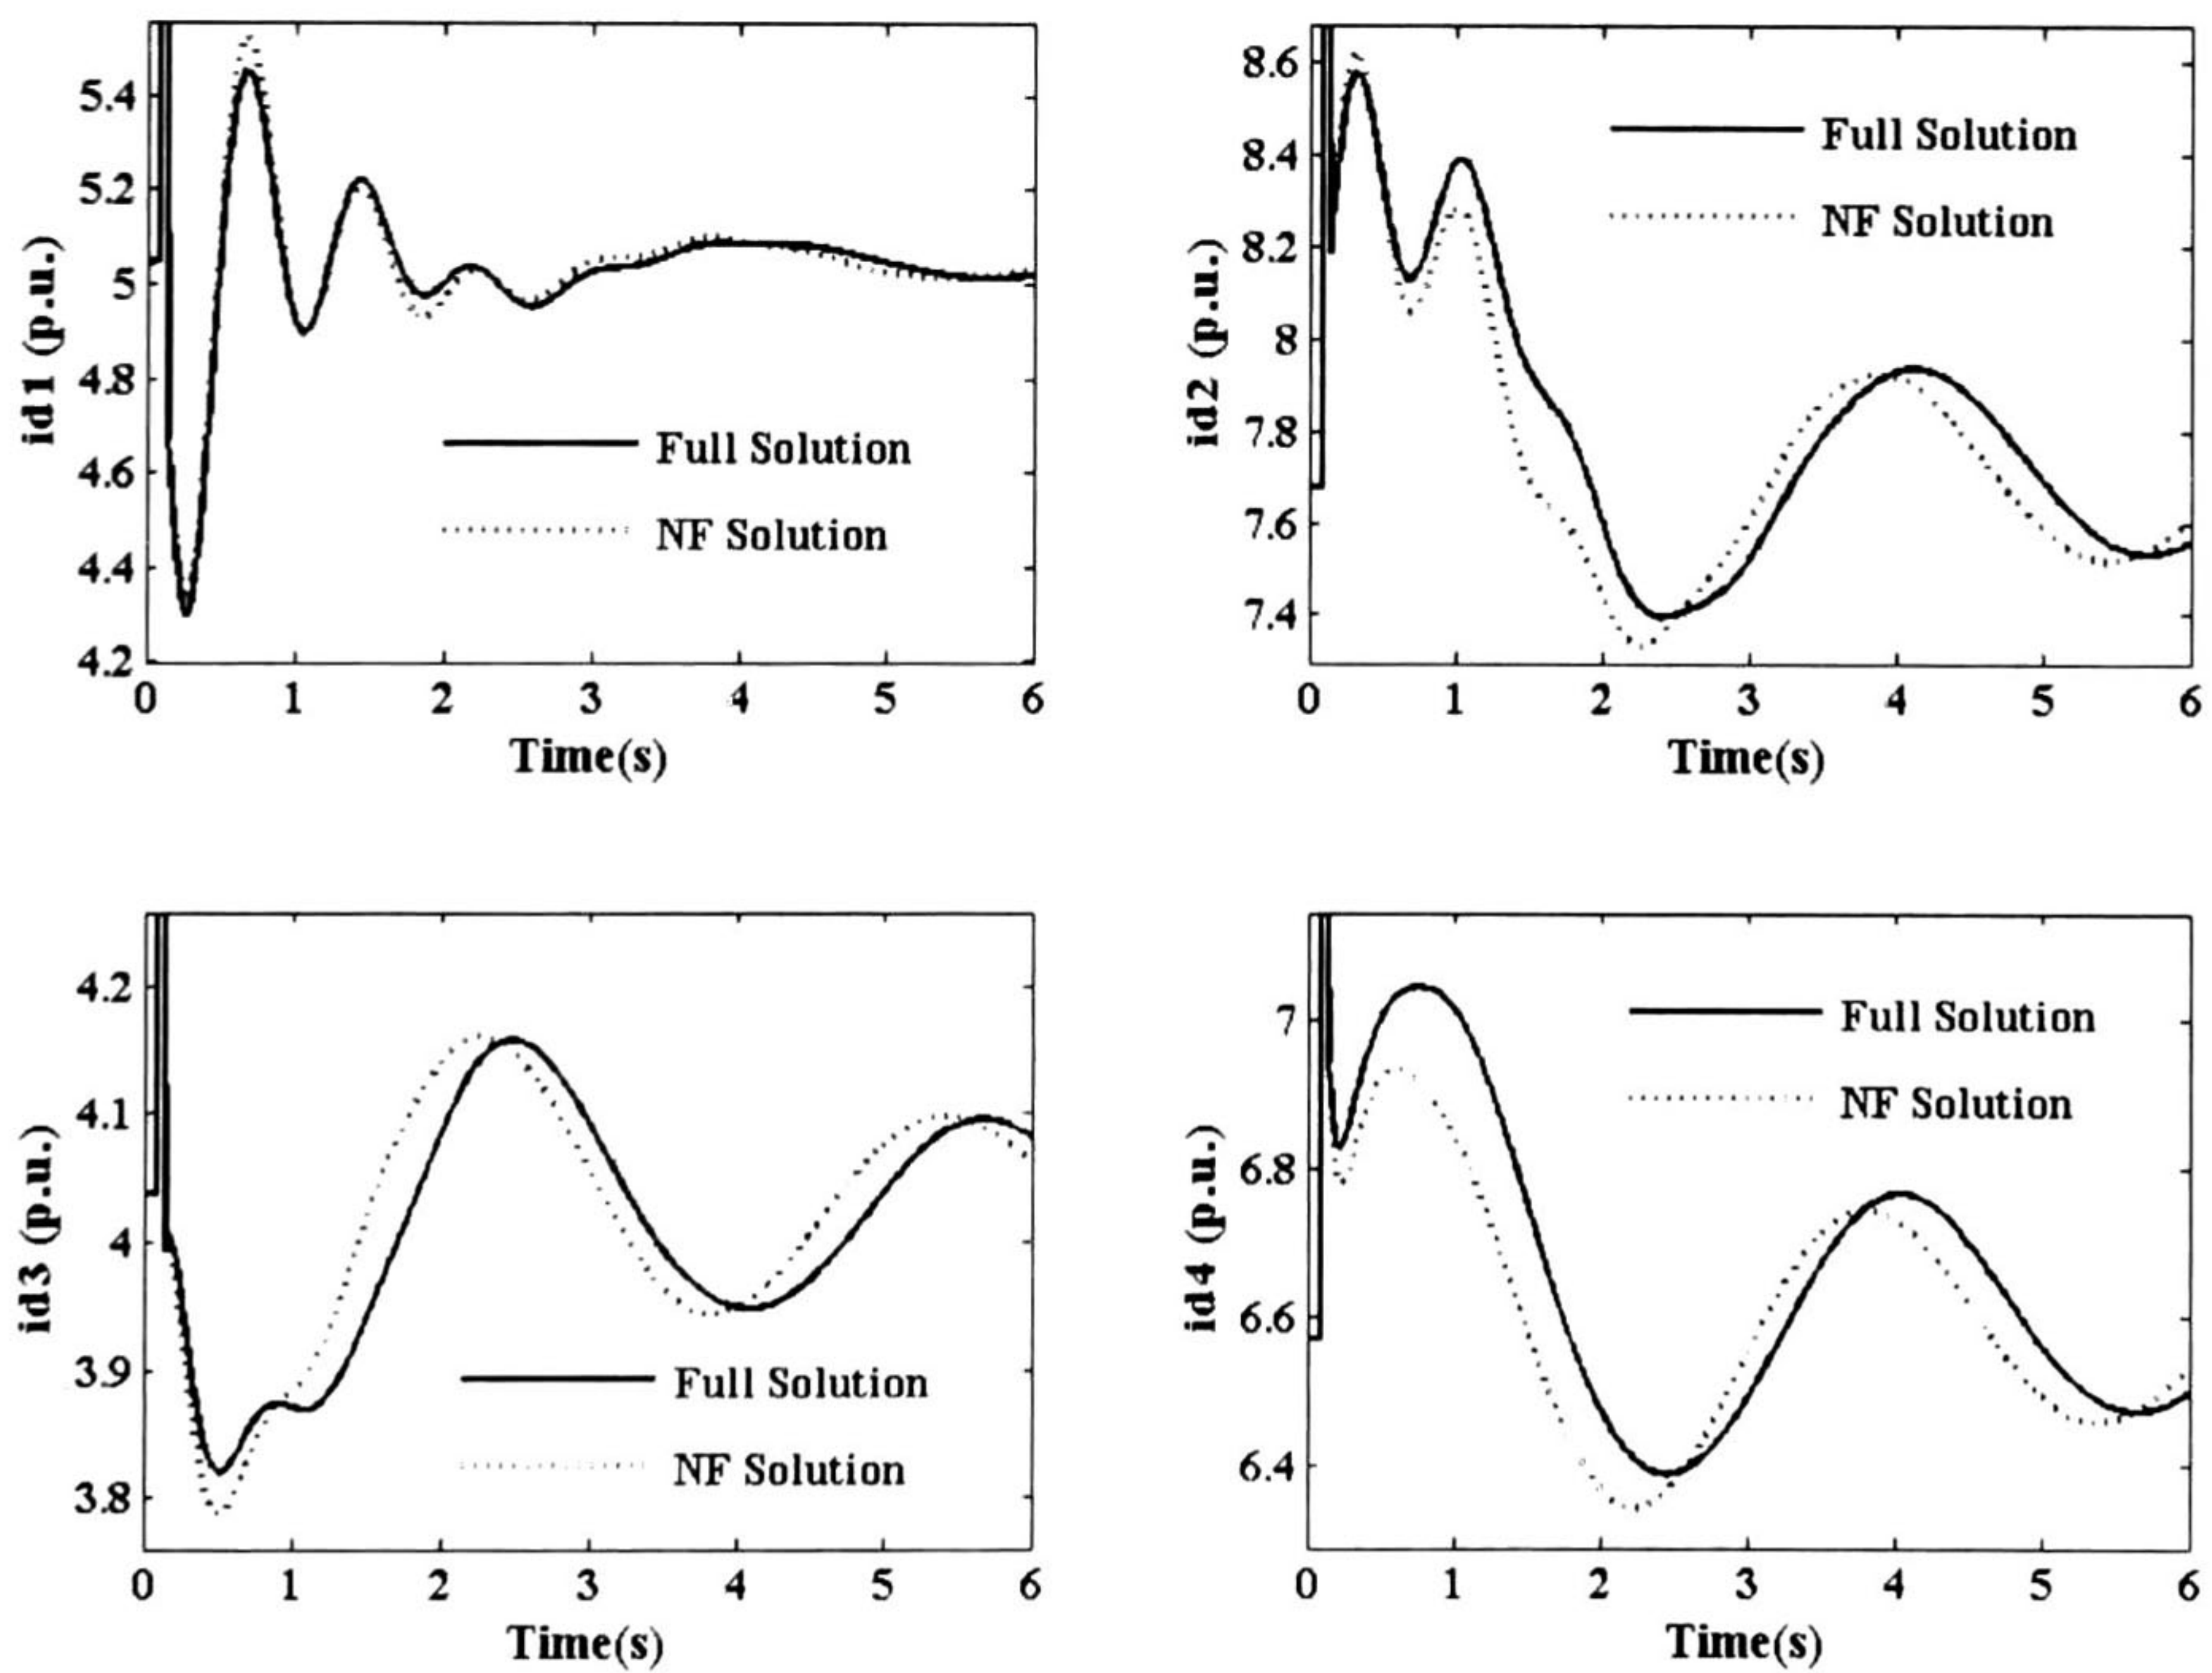 5.4
5.2
5
4.8
4.6
4.4
4.2
id1 (p.u.)
Full Solution
NF Solution
0 1 2 3 4 5 6
Time(s)
8.6
8.4
8.2
8
7.8
7.6
7.4
id2 (p.u.)
Full Solution
NF Solution
0 1 2 3 4 5 6
Time(s)
4.2
4.1
4
3.9
3.8
id3 (p.u.)
Full Solution
NF Solution
0 1 2 3 4 5 6
Time(s)
7
6.8
6.6
6.4
id4 (p.u.)
Full Solution
NF Solution
0 1 2 3 4 5 6
Time(s)